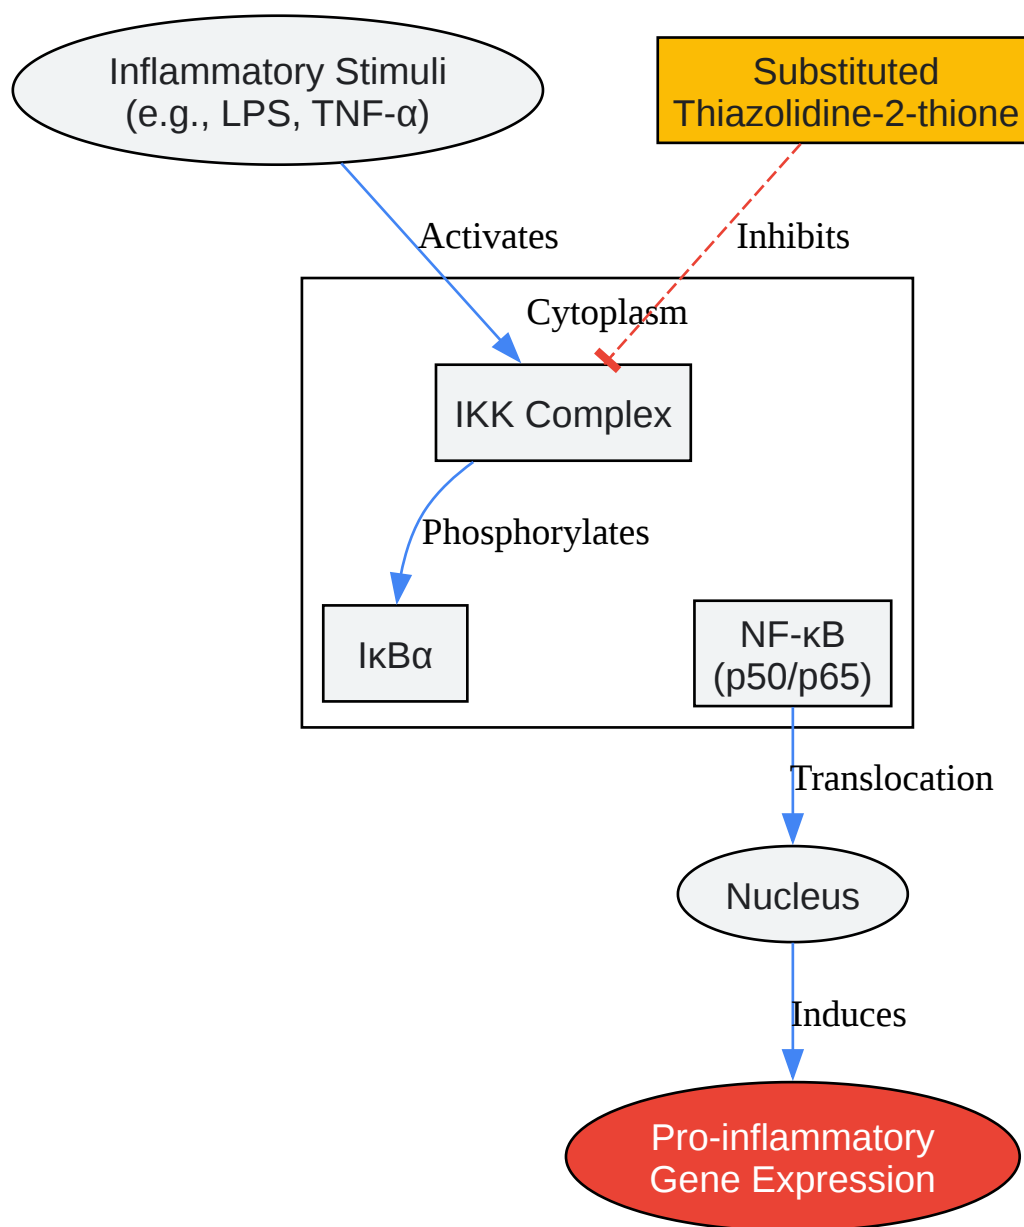 Inflammatory Stimuli
(e.g., LPS, TNF-α)
Substituted
Thiazolidine-2-thione
Activates
Inhibits
Cytoplasm
IKK Complex
Phosphorylates
IκBα
NF-κB
(p50/p65)
Translocation
Nucleus
Induces
Pro-inflammatory
Gene Expression